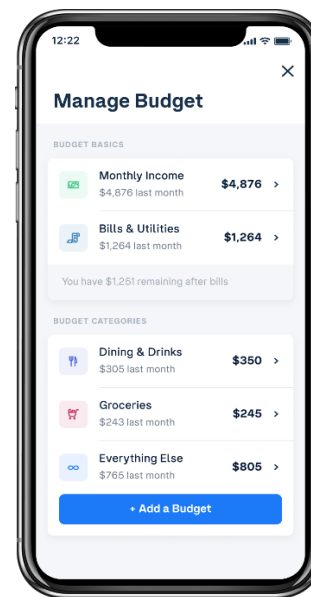 12:22
Manage Budget
BUDGET BASICS
Monthly Income
$4,876 last month
$4,876
Bills & Utilities
$1,264 last month
$1,264
You have $1,251 remaining after bills
BUDGET CATEGORIES
Dining & Drinks
$305 last month
$350
Groceries
$243 last month
$245
Everything Else
$765 last month
$805
+ Add a Budget